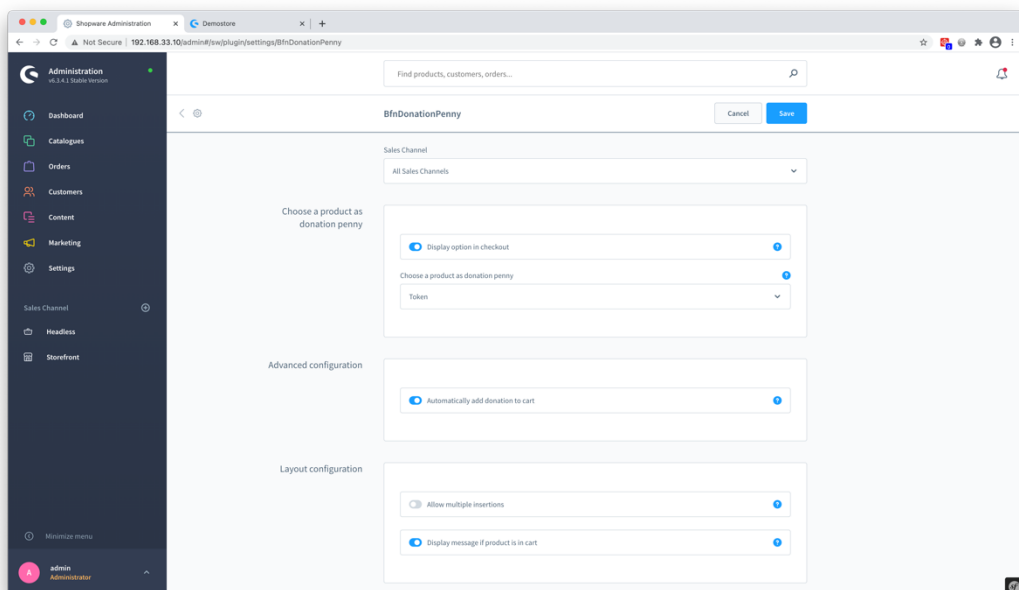 Shopware Administration
Demostore
Not Secure | 192.168.33.10/admin#/sw/plugin/settings/BfnDonationPenny
Administration
v6.3.4.1 Stable Version
Find products, customers, orders...
Dashboard
Catalogues
Orders
Customers
Content
Marketing
Settings
Sales Channel
Headless
Storefront
Minimize menu
A
admin
Administrator
BfnDonationPenny
Cancel
Save
Sales Channel
All Sales Channels
Choose a product as
donation penny
Display option in checkout
Choose a product as donation penny
Token
Advanced configuration
Automatically add donation to cart
Layout configuration
Allow multiple insertions
Display message if product is in cart